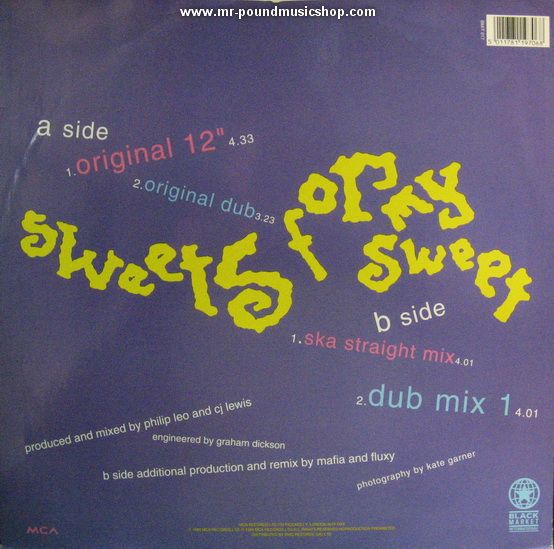 www.mr-poundmusicshop.com
5 011781 197068
a side
1.original 12" 4.33
2.original dub 3.23
sweets for my sweet
b side
1.ska straight mix 4.01
2.dub mix 1 4.01
produced and mixed by philip leo and cj lewis
engineered by graham dickson
b side additional production and remix by mafia and fluxy
photography by kate garner
MCA
BLACK
MARKET